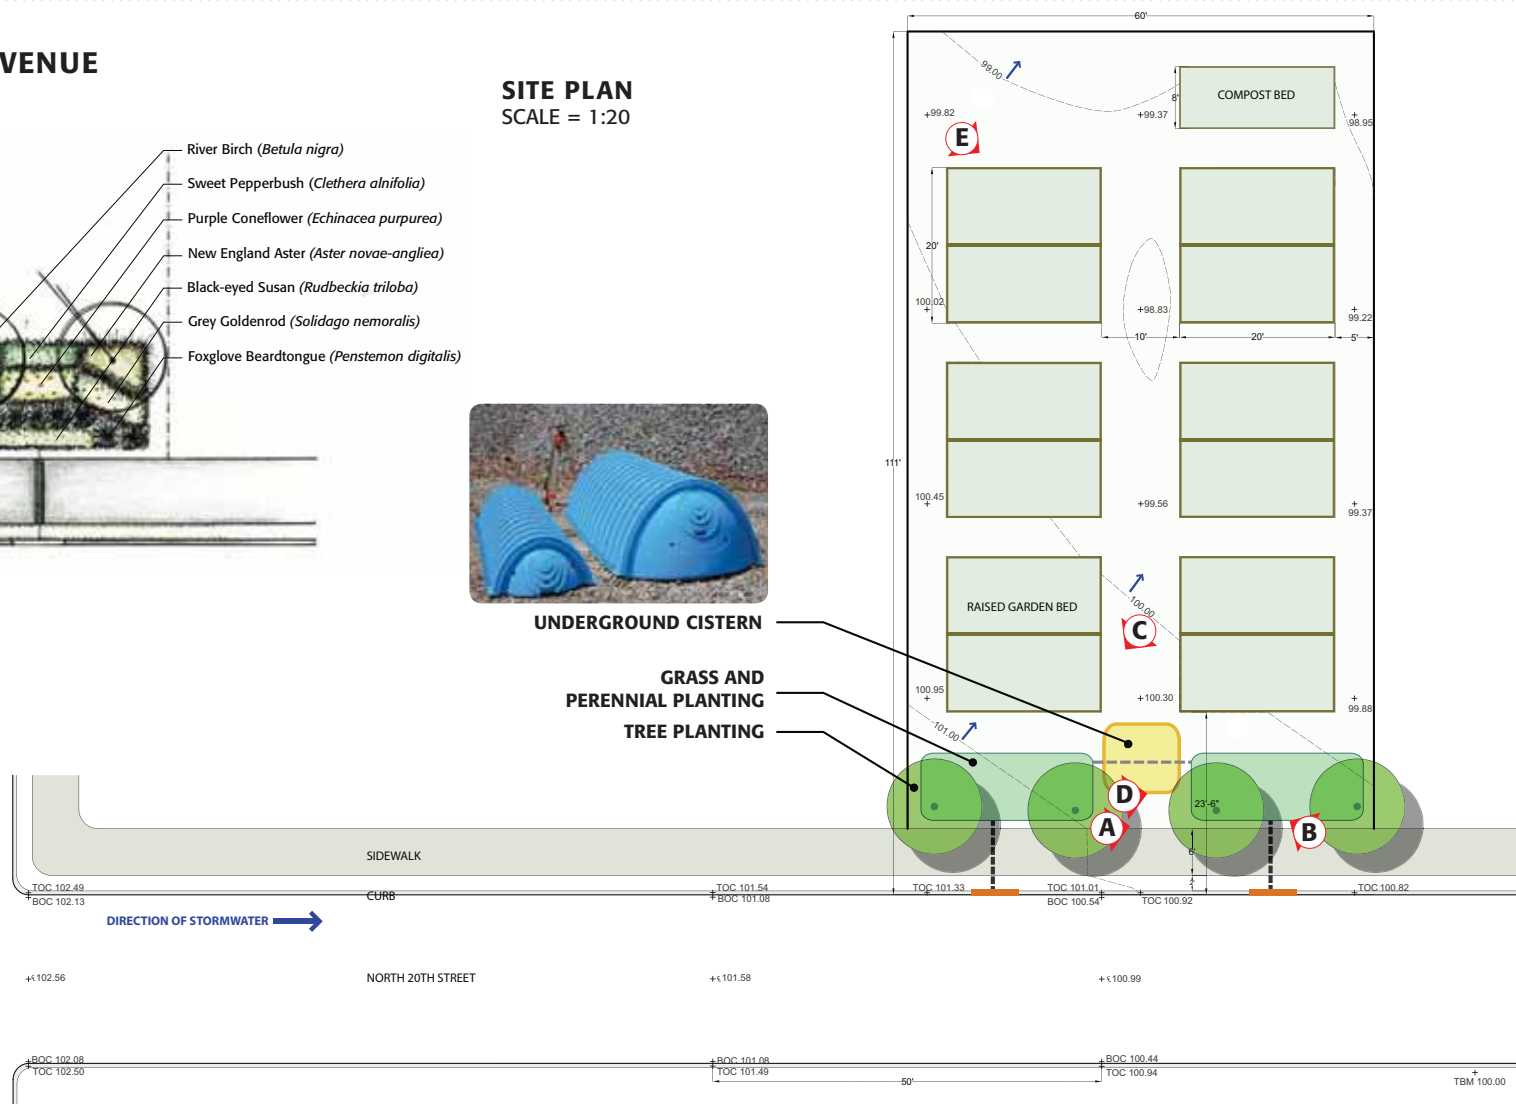 VENUE
SITE PLAN
SCALE = 1:20
River Birch (Betula nigra)
Sweet Pepperbush (Clethera alnifolia)
Purple Coneflower (Echinacea purpurea)
New England Aster (Aster novae-angliea)
Black-eyed Susan (Rudbeckia triloba)
Grey Goldenrod (Solidago nemoralis)
Foxglove Beardtongue (Penstemon digitalis)
60'
99.00
COMPOST BED
8'
+99.82
+99.37
98.95
E
20'
100.02
+98.83
99.22
10'
20'
5'
111'
100.45
+99.56
99.37
RAISED GARDEN BED
100.00
C
UNDERGROUND CISTERN
GRASS AND
PERENNIAL PLANTING
TREE PLANTING
100.95
+100.30
99.88
101.00
D
23'-6"
A
B
6'
2'
SIDEWALK
TOC 102.49
BOC 102.13
CURB
TOC 101.54
BOC 101.08
TOC 101.33
TOC 101.01
BOC 100.54
TOC 100.92
TOC 100.82
DIRECTION OF STORMWATER
102.56
NORTH 20TH STREET
101.58
100.99
BOC 102.08
TOC 102.50
BOC 101.08
TOC 101.49
BOC 100.44
TOC 100.94
50'
TBM 100.00